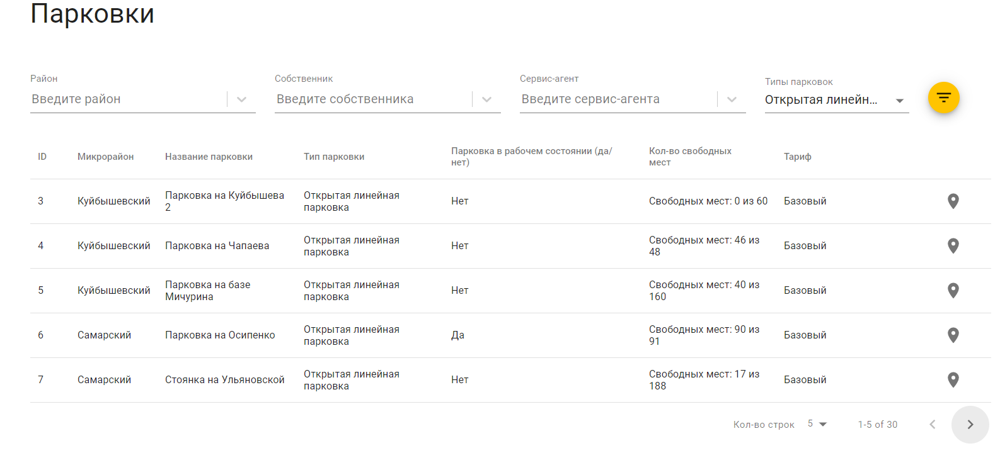 Парковки
Район
Собственник
Сервис-агент
Типы парковок
Введите район
Введите собственника
Введите сервис-агента
Открытая линейн...
ID
Микрорайон
Название парковки
Тип парковки
Парковка в рабочем состоянии (да/
нет)
Кол-во свободных
мест
Тариф
3
Куйбышевский
Парковка на Куйбышева
2
Открытая линейная
парковка
Нет
Свободных мест: 0 из 60
Базовый
4
Куйбышевский
Парковка на Чапаева
Открытая линейная
парковка
Нет
Свободных мест: 46 из
48
Базовый
5
Куйбышевский
Парковка на базе
Мичурина
Открытая линейная
парковка
Нет
Свободных мест: 40 из
160
Базовый
6
Самарский
Парковка на Осипенко
Открытая линейная
парковка
Да
Свободных мест: 90 из
91
Базовый
7
Самарский
Стоянка на Ульяновской
Открытая линейная
парковка
Нет
Свободных мест: 17 из
188
Базовый
Кол-во строк
5
1-5 of 30